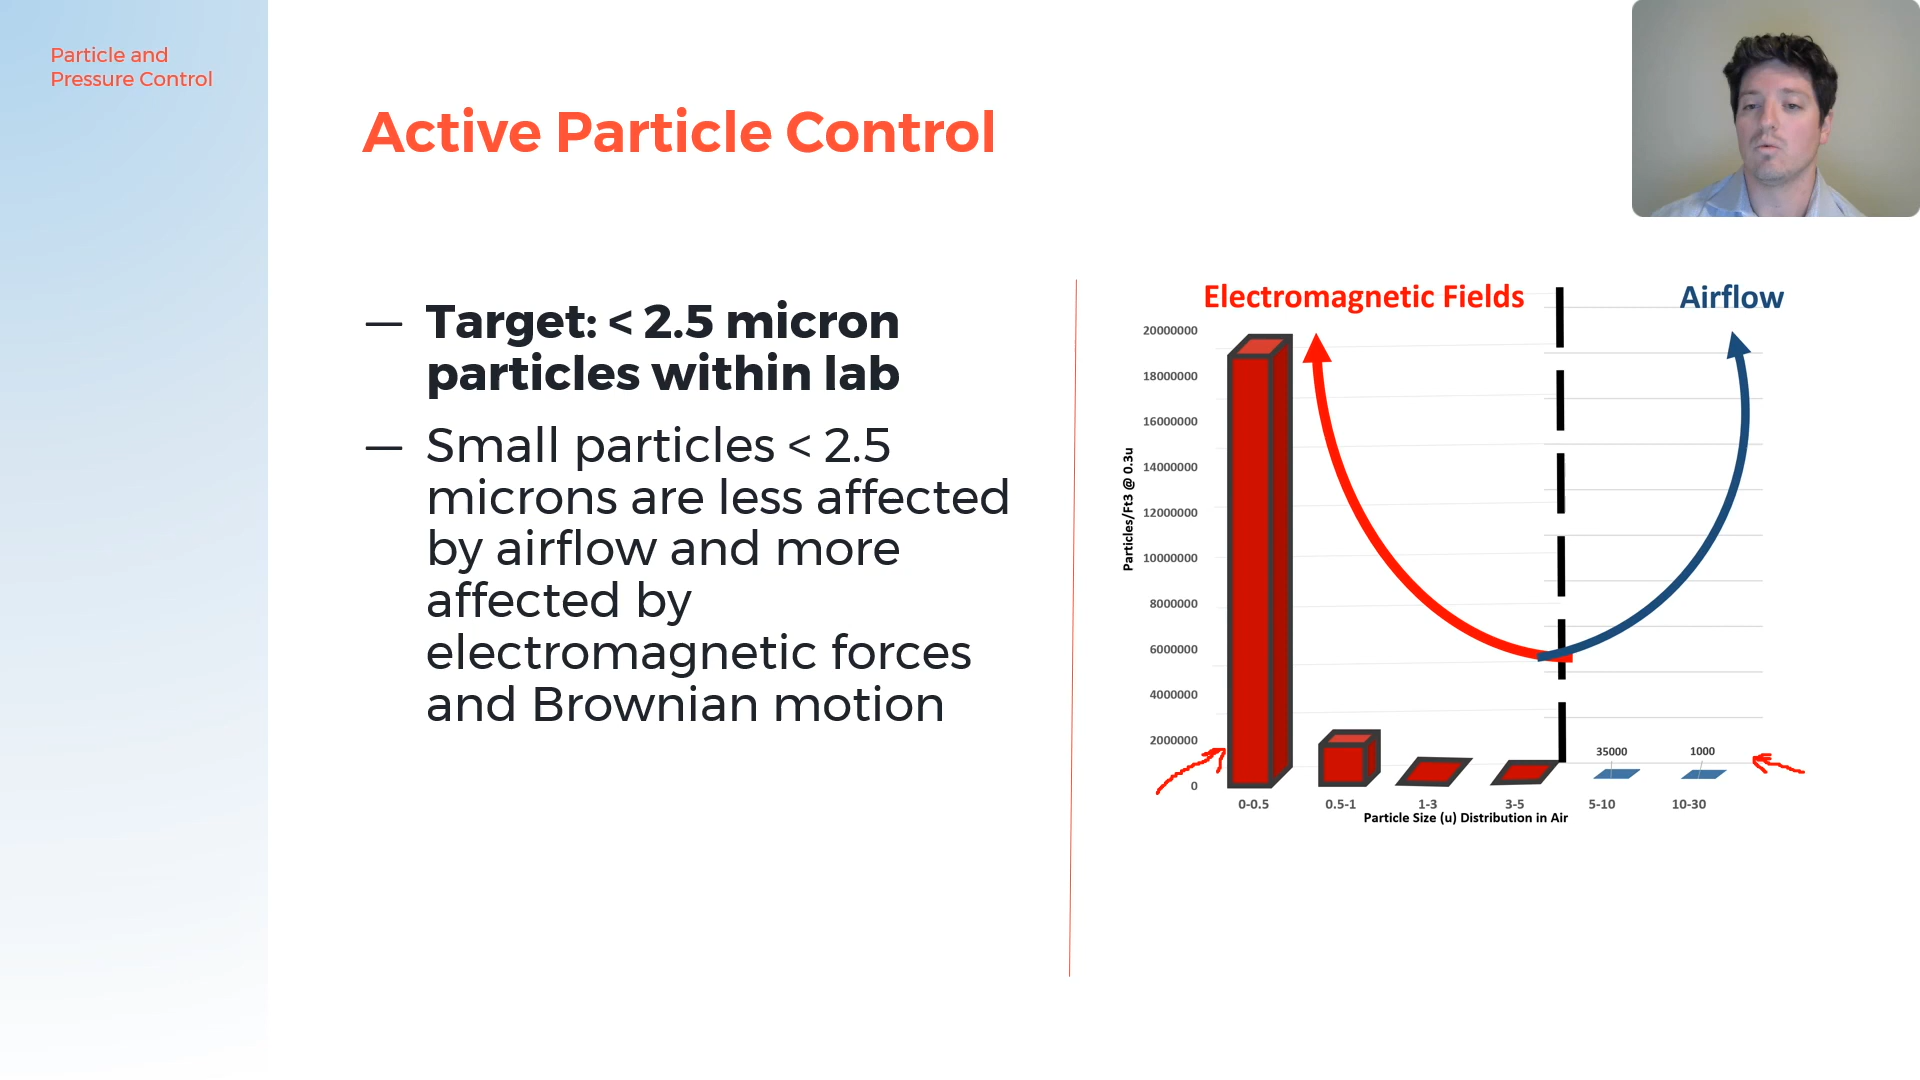 Particle and
Pressure Control
Active Particle Control
— Target: < 2.5 micron
particles within lab
— Small particles < 2.5
microns are less affected
by airflow and more
affected by
electromagnetic forces
and Brownian motion
Electromagnetic Fields
Airflow
Particles/Ft3 @ 0.3u
20000000
18000000
16000000
14000000
12000000
10000000
8000000
6000000
4000000
2000000
0
35000
1000
0-0.5 0.5-1 1-3 3-5 5-10 10-30
Particle Size (u) Distribution in Air